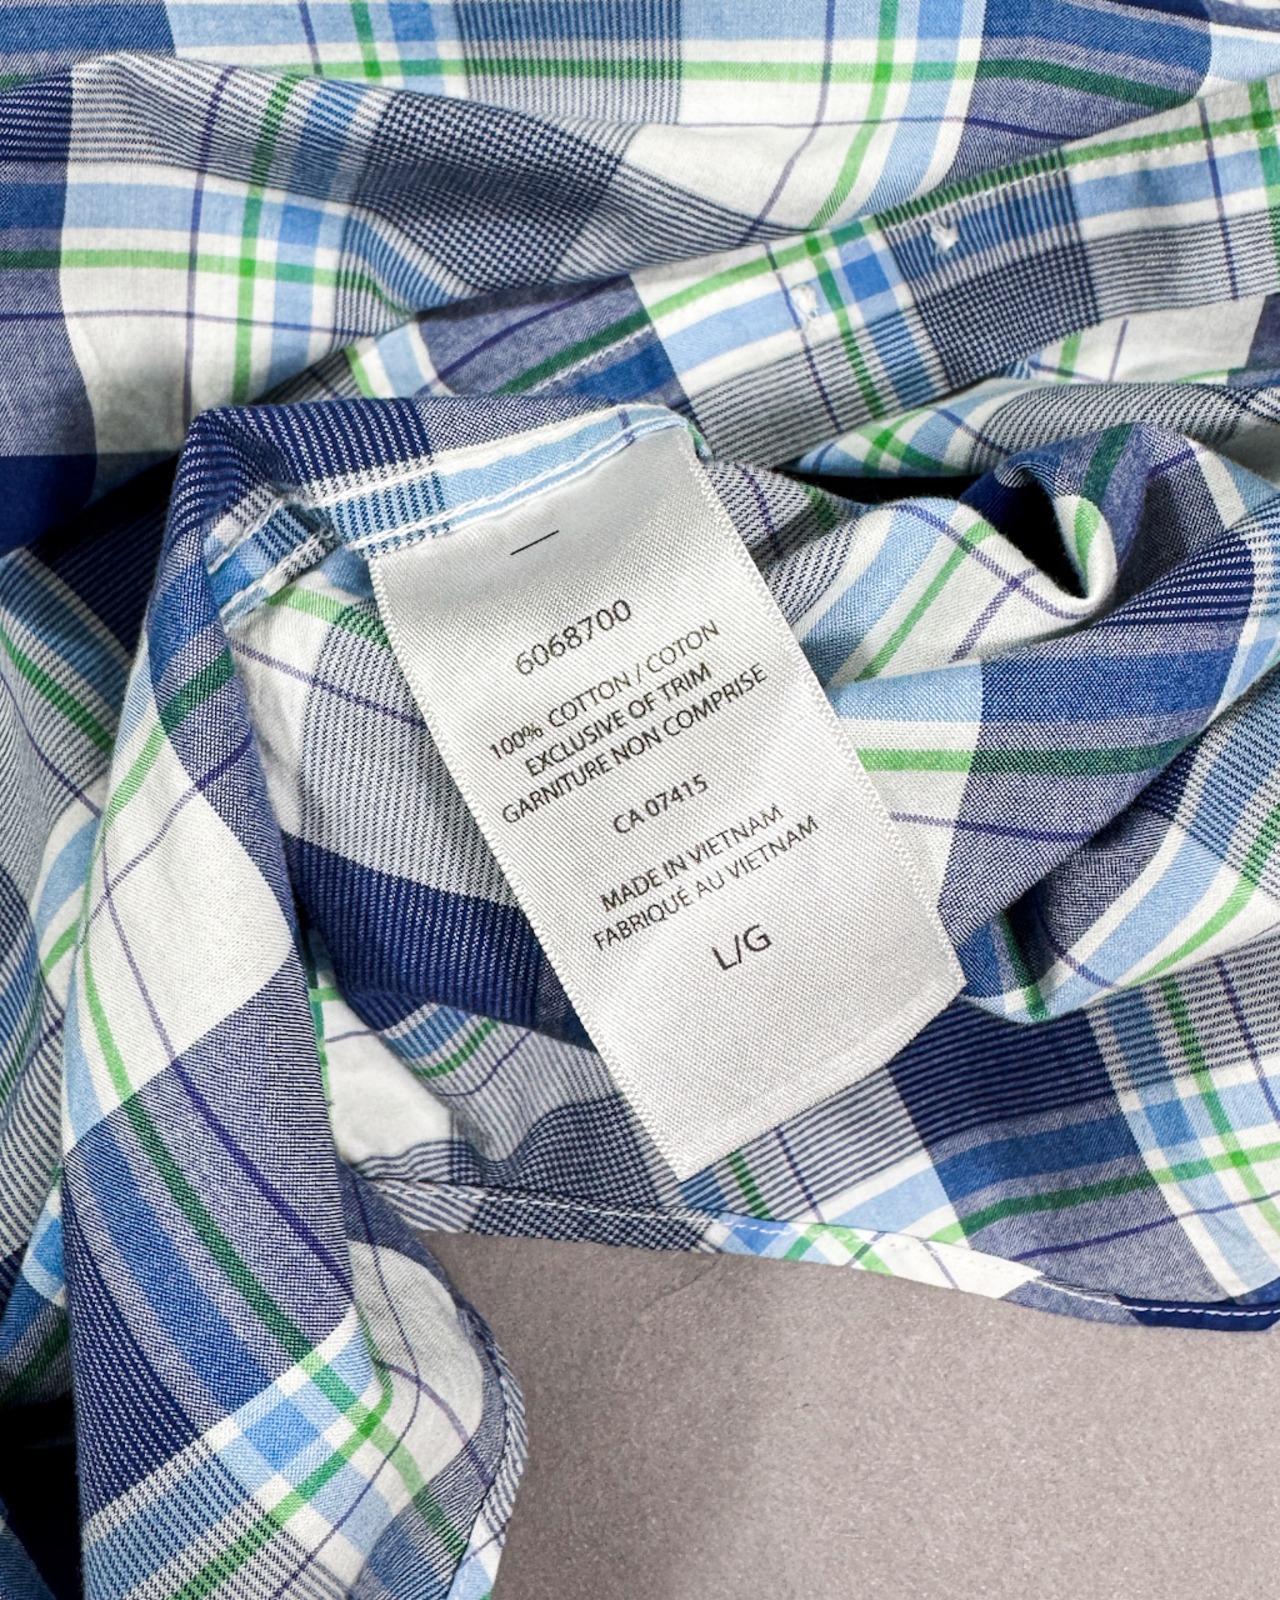 6068700
100% COTTON / COTON
EXCLUSIVE OF TRIM
GARNITURE NON COMPRISE
CA 07415
MADE IN VIETNAM
FABRIQUÉ AU VIETNAM
L/G